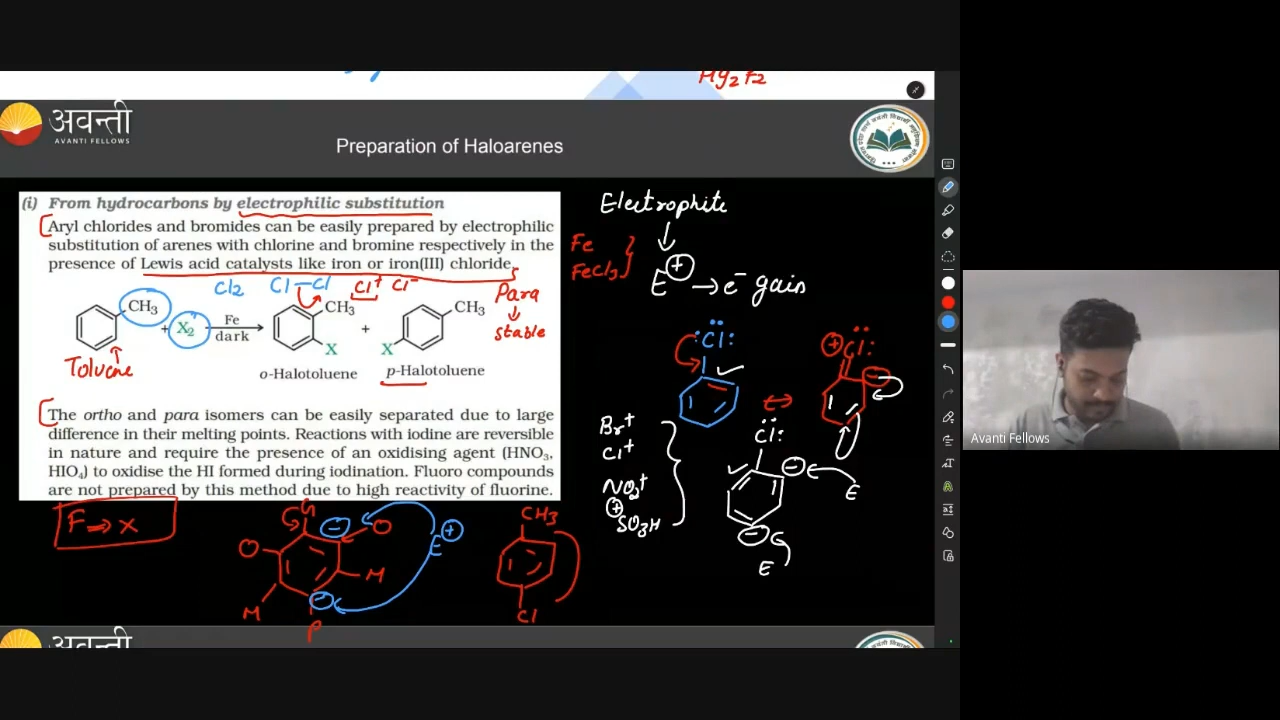 Hg2F2
अवन्ती
AVANTI FELLOWS
Preparation of Haloarenes
(i) From hydrocarbons by electrophilic substitution
Aryl chlorides and bromides can be easily prepared by electrophilic
substitution of arenes with chlorine and bromine respectively in the
presence of Lewis acid catalysts like iron or iron(III) chloride.
Cl2 Cl—Cl Cl+ Cl-
CH3 + X2 Fe dark CH3 X + CH3 X
Toluene
o-Halotoluene p-Halotoluene
Para
↓
stable
The ortho and para isomers can be easily separated due to large
difference in their melting points. Reactions with iodine are reversible
in nature and require the presence of an oxidising agent (HNO3,
HIO4) to oxidise the HI formed during iodination. Fluoro compounds
are not prepared by this method due to high reactivity of fluorine.
F ⇒ x
O O
M M
P
E+
CH3
Cl
Electrophite
↓
Fe
FeCl3
E+ → e- gain
:Cl: +Cl:
Cl:
Br+
Cl+
NO2+
+SO3H
E
E
Avanti Fellows